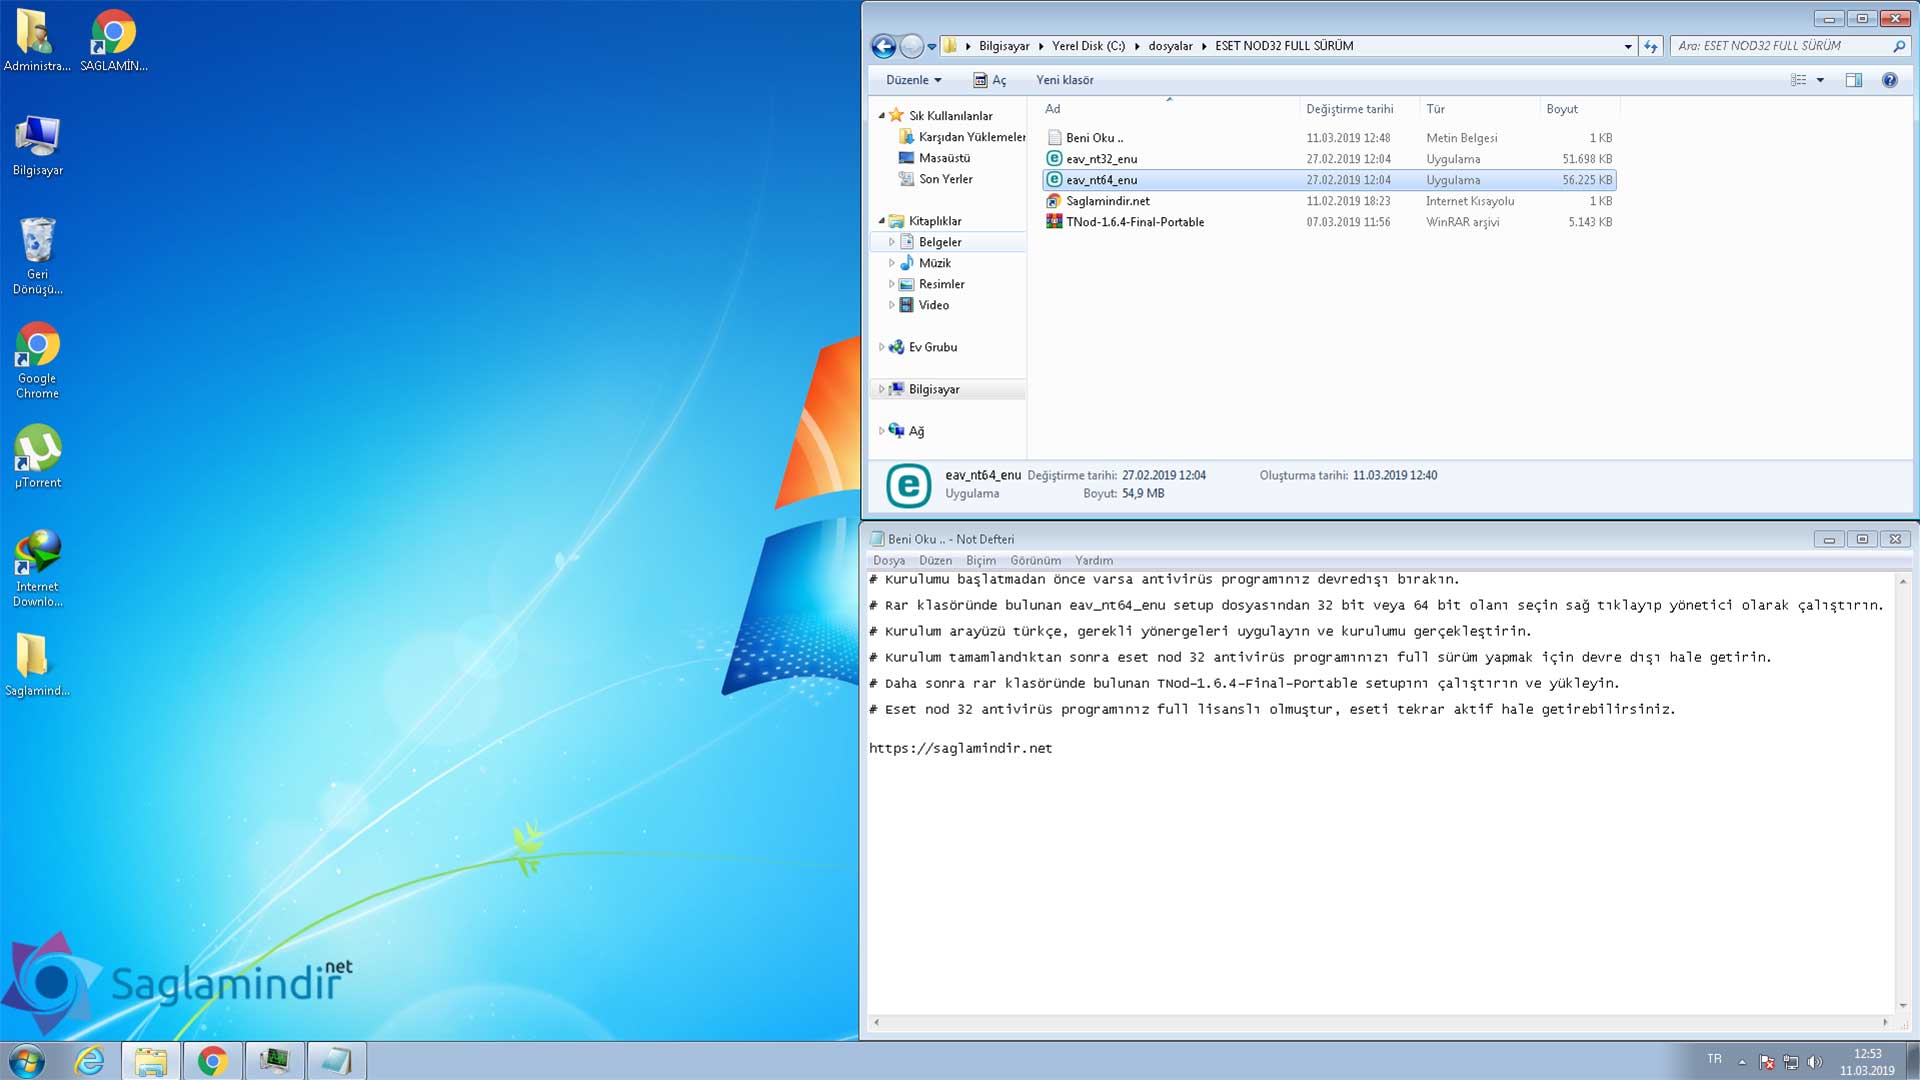 Administra...
SAGLAMİN...
Bilgisayar
Geri
Dönüşü...
Google
Chrome
µTorrent
Internet
Downlo...
Saglamind...
Saglamindir.net
Bilgisayar
Yerel Disk (C:)
dosyalar
ESET NOD32 FULL SÜRÜM
Ara: ESET NOD32 FULL SÜRÜM
Düzenle
Aç
Yeni klasör
Sık Kullanılanlar
Karşıdan Yüklemeler
Masaüstü
Son Yerler
Kitaplıklar
Belgeler
Müzik
Resimler
Video
Ev Grubu
Bilgisayar
Ağ
Ad Değiştirme tarihi Tür Boyut
Beni Oku .. 11.03.2019 12:48 Metin Belgesi 1 KB
eav_nt32_enu 27.02.2019 12:04 Uygulama 51.698 KB
eav_nt64_enu 27.02.2019 12:04 Uygulama 56.225 KB
Saglamindir.net 11.02.2019 18:23 Internet Kısayolu 1 KB
TNod-1.6.4-Final-Portable 07.03.2019 11:56 WinRAR arşivi 5.143 KB
eav_nt64_enu Değiştirme tarihi: 27.02.2019 12:04 Oluşturma tarihi: 11.03.2019 12:40
Uygulama Boyut: 54,9 MB
Beni Oku .. - Not Defteri
Dosya Düzen Biçim Görünüm Yardım
# Kurulumu başlatmadan önce varsa antivirüs programınız devredışı bırakın.
# Rar klasöründe bulunan eav_nt64_enu setup dosyasından 32 bit veya 64 bit olanı seçin sağ tıklayıp yönetici olarak çalıştırın.
# Kurulum arayüzü türkçe, gerekli yönergeleri uygulayın ve kurulumu gerçekleştirin.
# Kurulum tamamlandıktan sonra eset nod 32 antivirüs programınızı full sürüm yapmak için devre dışı hale getirin.
# Daha sonra rar klasöründe bulunan TNod-1.6.4-Final-Portable setupını çalıştırın ve yükleyin.
# Eset nod 32 antivirüs programınız full lisanslı olmuştur, eseti tekrar aktif hale getirebilirsiniz.
https://saglamindir.net
TR
12:53
11.03.2019